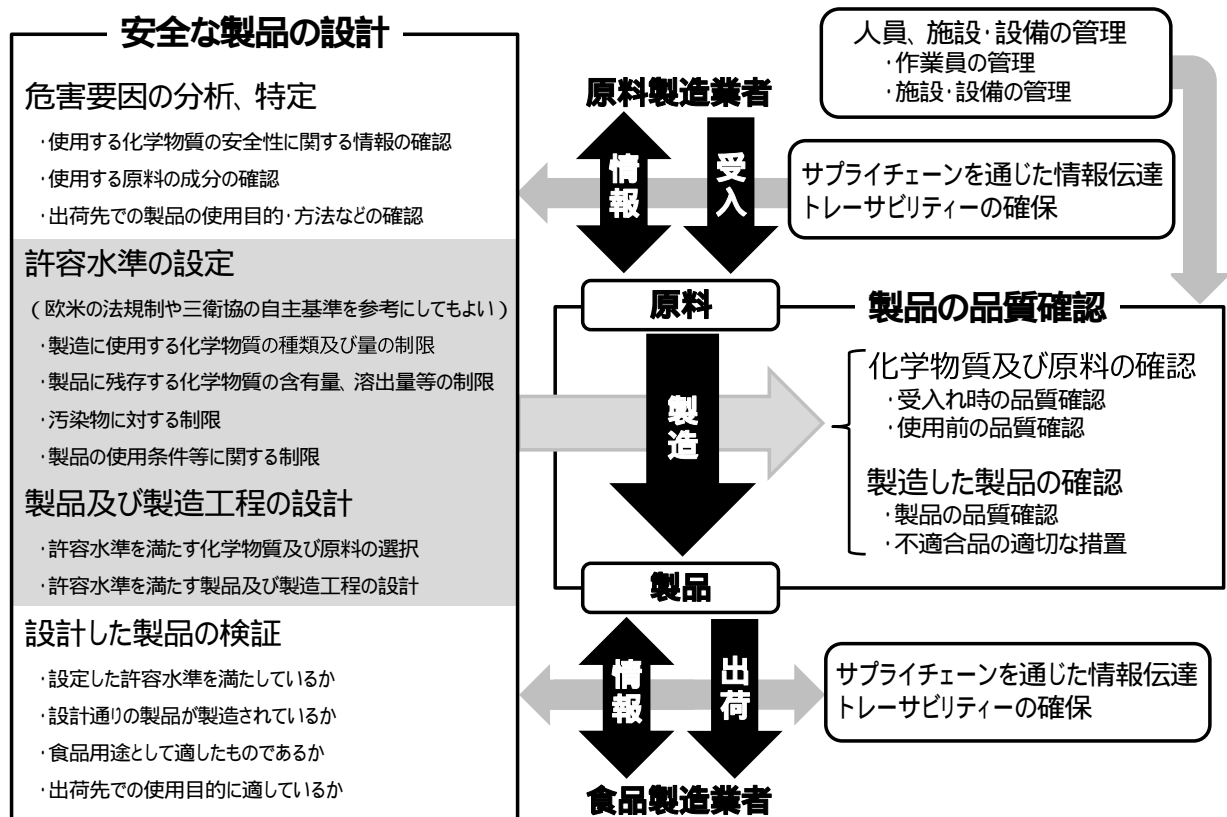 安全な製品の設計
危害要因の分析、特定
・使用する化学物質の安全性に関する情報の確認
・使用する原料の成分の確認
・出荷先での製品の使用目的・方法などの確認
許容水準の設定
(欧米の法規制や三衛協の自主基準を参考にしてもよい)
・製造に使用する化学物質の種類及び量の制限
・製品に残存する化学物質の含有量、溶出量等の制限
・汚染物に対する制限
・製品の使用条件等に関する制限
製品及び製造工程の設計
・許容水準を満たす化学物質及び原料の選択
・許容水準を満たす製品及び製造工程の設計
設計した製品の検証
・設定した許容水準を満たしているか
・設計通りの製品が製造されているか
・食品用途として適したものであるか
・出荷先での使用目的に適しているか
原料製造業者
情報
受入
原料
製造
製品
情報
出荷
食品製造業者
人員、施設・設備の管理
・作業員の管理
・施設・設備の管理
サプライチェーンを通じた情報伝達
トレーサビリティーの確保
製品の品質確認
化学物質及び原料の確認
・受入れ時の品質確認
・使用前の品質確認
製造した製品の確認
・製品の品質確認
・不適合品の適切な措置
サプライチェーンを通じた情報伝達
トレーサビリティーの確保